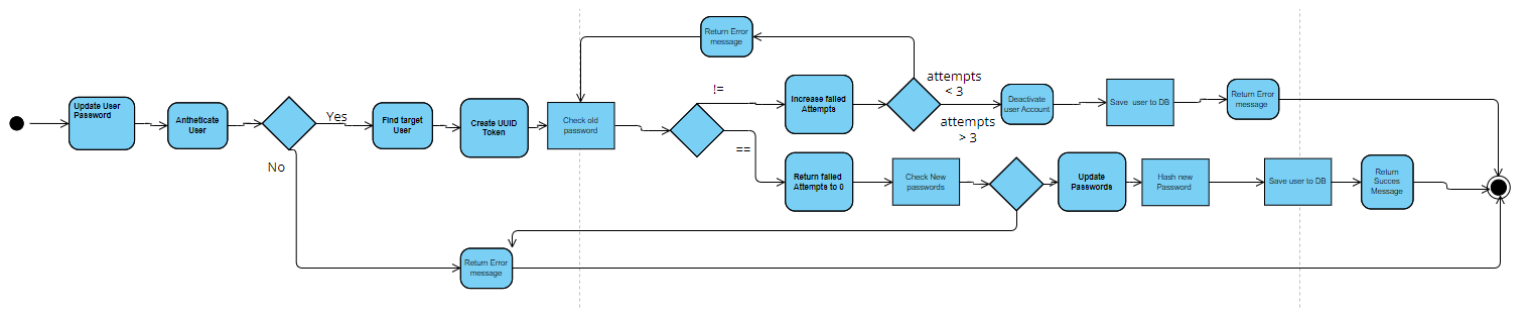 Return Error
message
Update User
Password
Antheticate
User
Yes
No
Find target
User
Create UUID
Token
Check old
password
!=
==
Increase failed
Attempts
attempts
< 3
attempts
> 3
Deactivate
user Account
Save user to DB
Return Error
message
Return failed
Attempts to 0
Check New
passwords
Update
Passwords
Hash new
Password
Save user to DB
Return
Succes
Message
Return Error
message